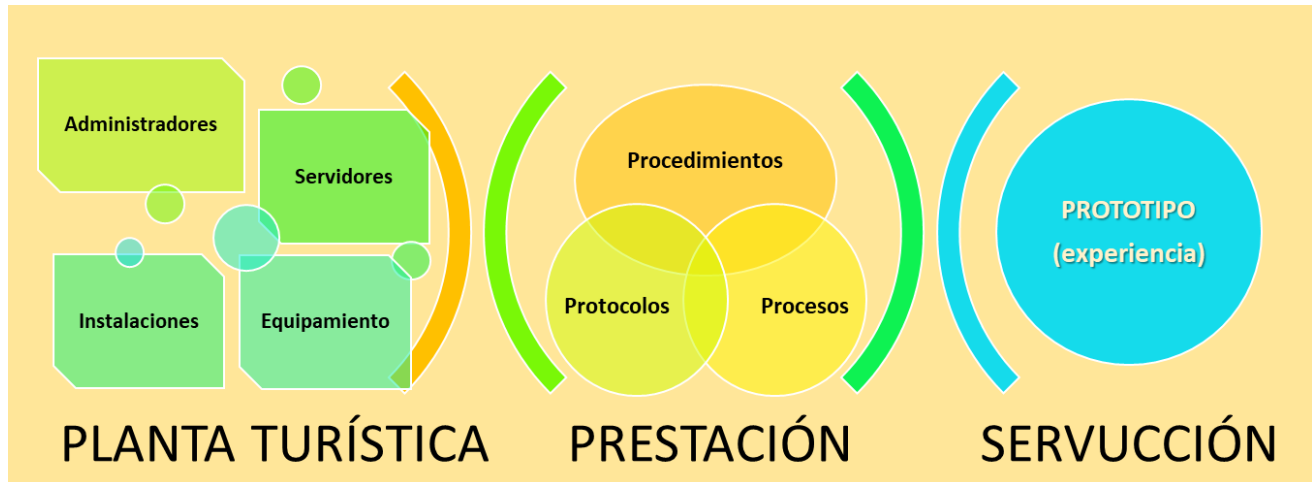 Administradores
Servidores
Instalaciones
Equipamiento
PLANTA TURÍSTICA
Procedimientos
Protocolos
Procesos
PRESTACIÓN
PROTOTIPO
(experiencia)
SERVUCCIÓN